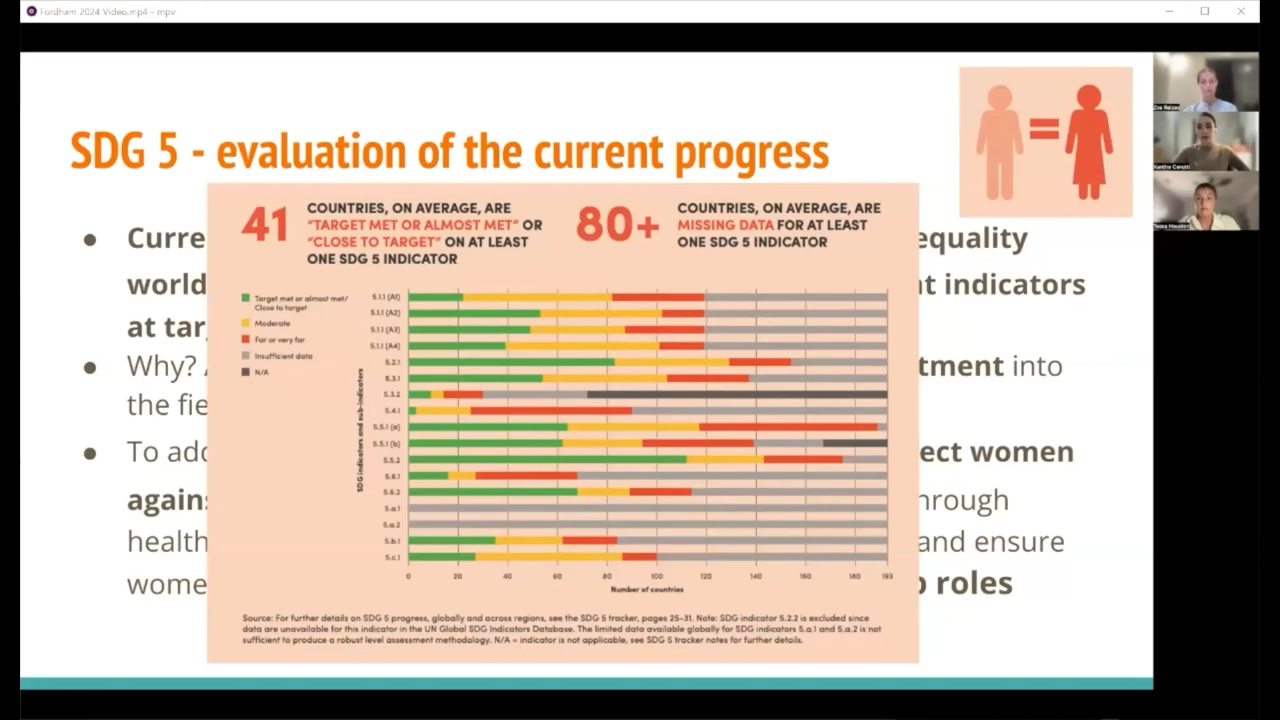 Fordham 2024 Video.mp4 - mpv
SDG 5 - evaluation of the current progress
41
COUNTRIES, ON AVERAGE, ARE
"TARGET MET OR ALMOST MET" OR
"CLOSE TO TARGET" ON AT LEAST
ONE SDG 5 INDICATOR
80+
COUNTRIES, ON AVERAGE, ARE
MISSING DATA FOR AT LEAST
ONE SDG 5 INDICATOR
Target met or almost met/
Close to target
Moderate
Far or very far
Insufficient data
N/A
SDG indicators and sub-indicators
5.1.1 (A1)
5.1.1 (A2)
5.1.1 (A3)
5.1.1 (A4)
5.2.1
5.3.1
5.3.2
5.4.1
5.5.1 (a)
5.5.1 (b)
5.5.2
5.6.1
5.6.2
5.a.1
5.a.2
5.b.1
5.c.1
0 20 40 60 80 100 120 140 160 180 193
Number of countries
Source: For further details on SDG 5 progress, globally and across regions, see the SDG 5 tracker, pages 25-31. Note: SDG indicator 5.2.2 is excluded since
data are unavailable for this indicator in the UN Global SDG Indicators Database. The limited data available globally for SDG indicators 5.a.1 and 5.a.2 is not
sufficient to produce a robust level assessment methodology. N/A = indicator is not applicable, see SDG 5 tracker notes for further details.
equality
world
indicators
at
Why?
into
the
To
women
health
and ensure
roles